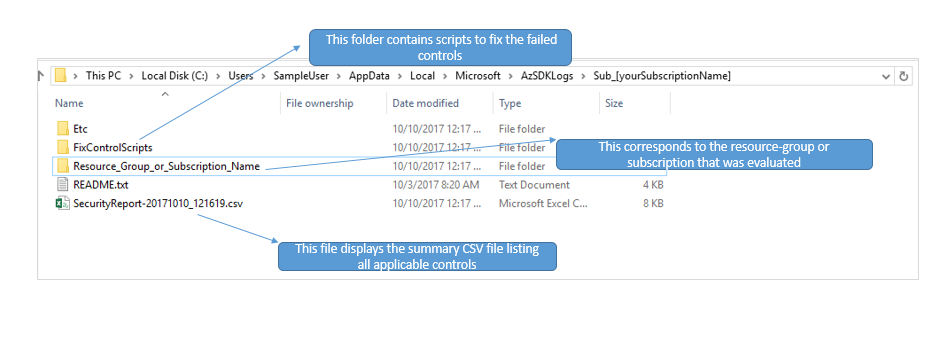 This folder contains scripts to fix the failed
controls
This PC > Local Disk (C:) > Users > SampleUser > AppData > Local > Microsoft > AzSDKLogs > Sub_[yourSubscriptionName]
Name File ownership Date modified Type Size
Etc 10/10/2017 12:17 ... File folder
FixControlScripts 10/10/2017 12:17 ... File folder
This corresponds to the resource-group or
subscription that was evaluated
Resource_Group_or_Subscription_Name 10/10/2017 12:17 ... File folder
README.txt 10/3/2017 8:20 AM Text Document 4 KB
SecurityReport-20171010_121619.csv 10/10/2017 12:17 ... Microsoft Excel C... 8 KB
This file displays the summary CSV file listing
all applicable controls